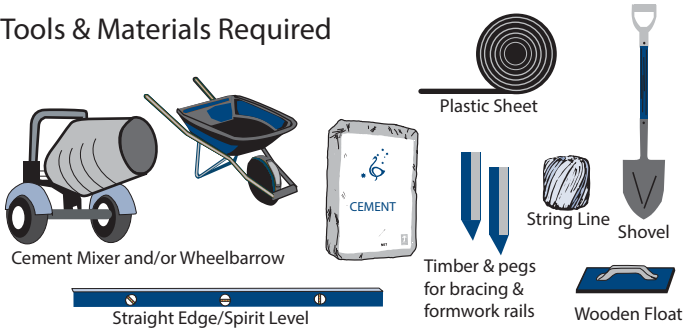 Tools & Materials Required
Plastic Sheet
CEMENT
NET
String Line
Shovel
Cement Mixer and/or Wheelbarrow
Timber & pegs
for bracing &
formwork rails
Straight Edge/Spirit Level
Wooden Float